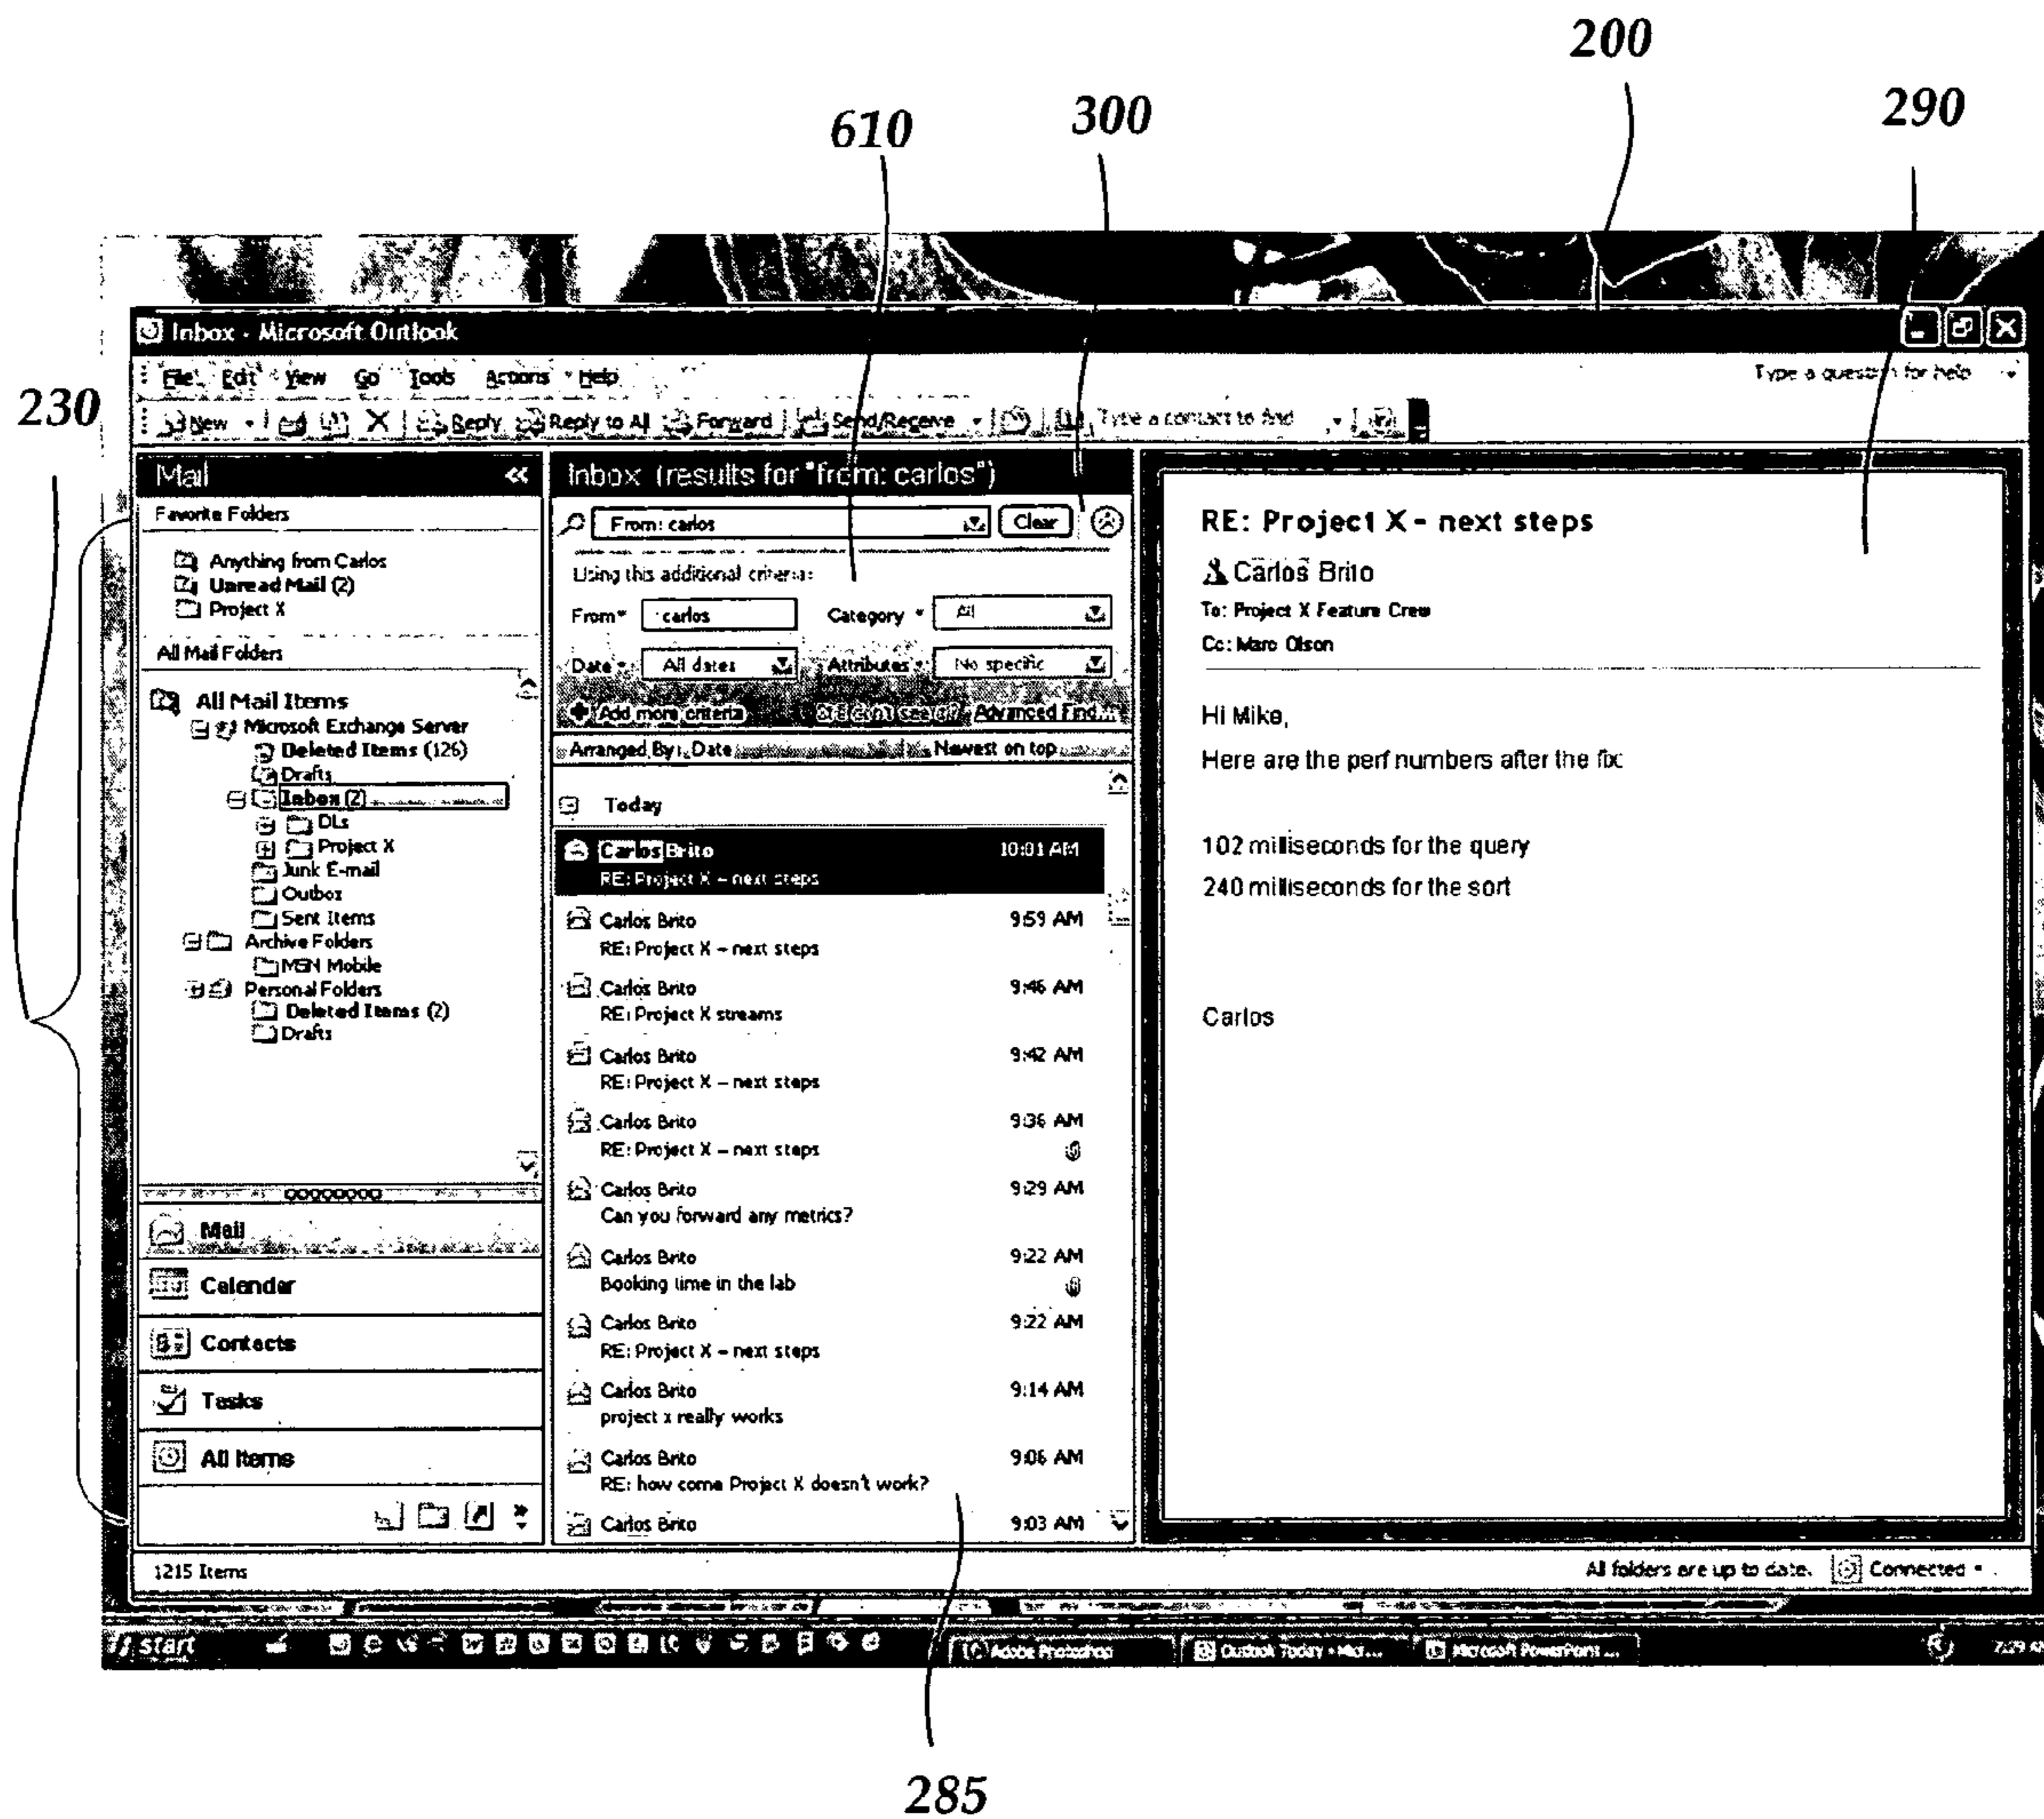 200
290
300
610
Inbox - Microsoft Outlook
File Edit View Go Tools Actions Help
Type a question for help
230
New Reply Reply to All Forward Send/Receive Type a contact to find
Mail «
Favorite Folders
Anything from Carlos
Unread Mail (2)
Project X
All Mail Folders
All Mail Items
Microsoft Exchange Server
Deleted Items (126)
Drafts
Inbox (2)
DLs
Project X
Junk E-mail
Outbox
Sent Items
Archive Folders
MSN Mobile
Personal Folders
Deleted Items (2)
Drafts
Mail
Calendar
Contacts
Tasks
All Items
Inbox (results for "from: carlos")
From: carlos Clear
Using this additional criteria:
From carlos Category All
Date All dates Attributes No specific
Add more criteria Advanced Find...
Arranged By: Date Newest on top
Today
Carlos Brito 10:01 AM
RE: Project X – next steps
Carlos Brito 9:59 AM
RE: Project X – next steps
Carlos Brito 9:46 AM
RE: Project X streams
Carlos Brito 9:42 AM
RE: Project X – next steps
Carlos Brito 9:36 AM
RE: Project X – next steps
Carlos Brito 9:29 AM
Can you forward any metrics?
Carlos Brito 9:22 AM
Booking time in the lab
Carlos Brito 9:22 AM
RE: Project X – next steps
Carlos Brito 9:14 AM
project x really works
Carlos Brito 9:06 AM
RE: how come Project X doesn't work?
Carlos Brito 9:03 AM
RE: Project X - next steps
Carlos Brito
To: Project X Feature Crew
Cc: Marc Olson
Hi Mike,
Here are the perf numbers after the fix:
102 milliseconds for the query
240 milliseconds for the sort
Carlos
1215 Items
All folders are up to date. Connected
start
Adobe Photoshop
Outlook Today - Micr...
Microsoft PowerPoint ...
7:29 AM
285